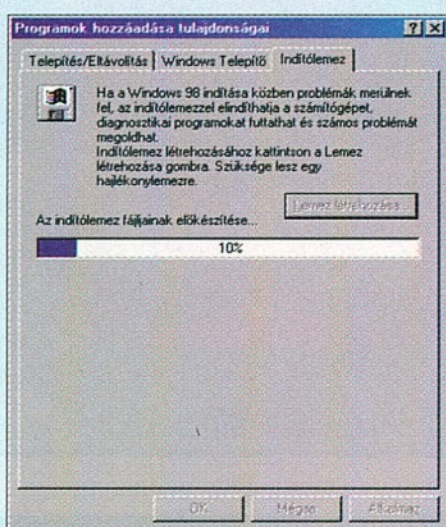 Programok hozzáadása tulajdonságai
Telepítés/Eltávolítás Windows Telepítő Indítólemez
Ha a Windows 98 indítása közben problémák merülnek
fel, az indítólemezzel elindíthatja a számítógépet,
diagnosztikai programokat futtathat és számos problémát
megoldhat.
Indítólemez létrehozásához kattintson a Lemez
létrehozása gombra. Szüksége lesz egy
hajlékonylemezre.
Lemez létrehozása...
Az indítólemez fájljainak előkészítése...
10%
OK Mégse Alkalmaz